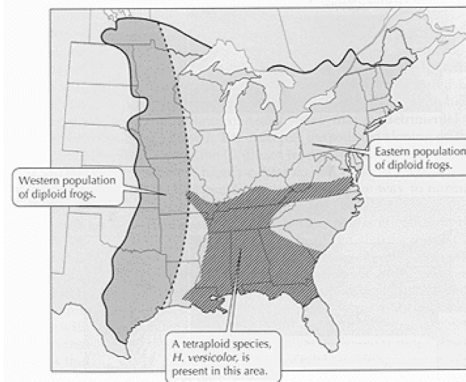 Western population
of diploid frogs.
Eastern population
of diploid frogs.
A tetraploid species,
H. versicolor, is
present in this area.